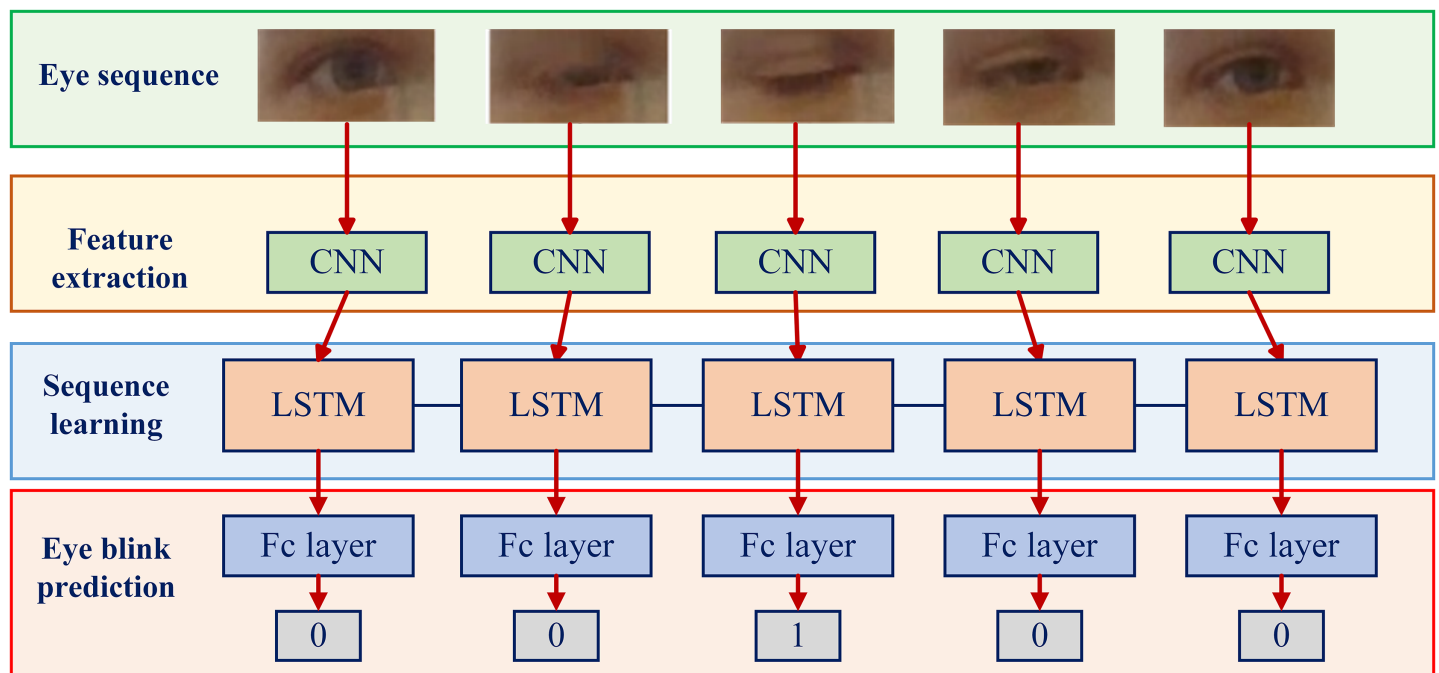 Eye sequence
Feature
extraction
CNN
CNN
CNN
CNN
CNN
Sequence
learning
LSTM
LSTM
LSTM
LSTM
LSTM
Eye blink
prediction
Fc layer
Fc layer
Fc layer
Fc layer
Fc layer
0
0
1
0
0